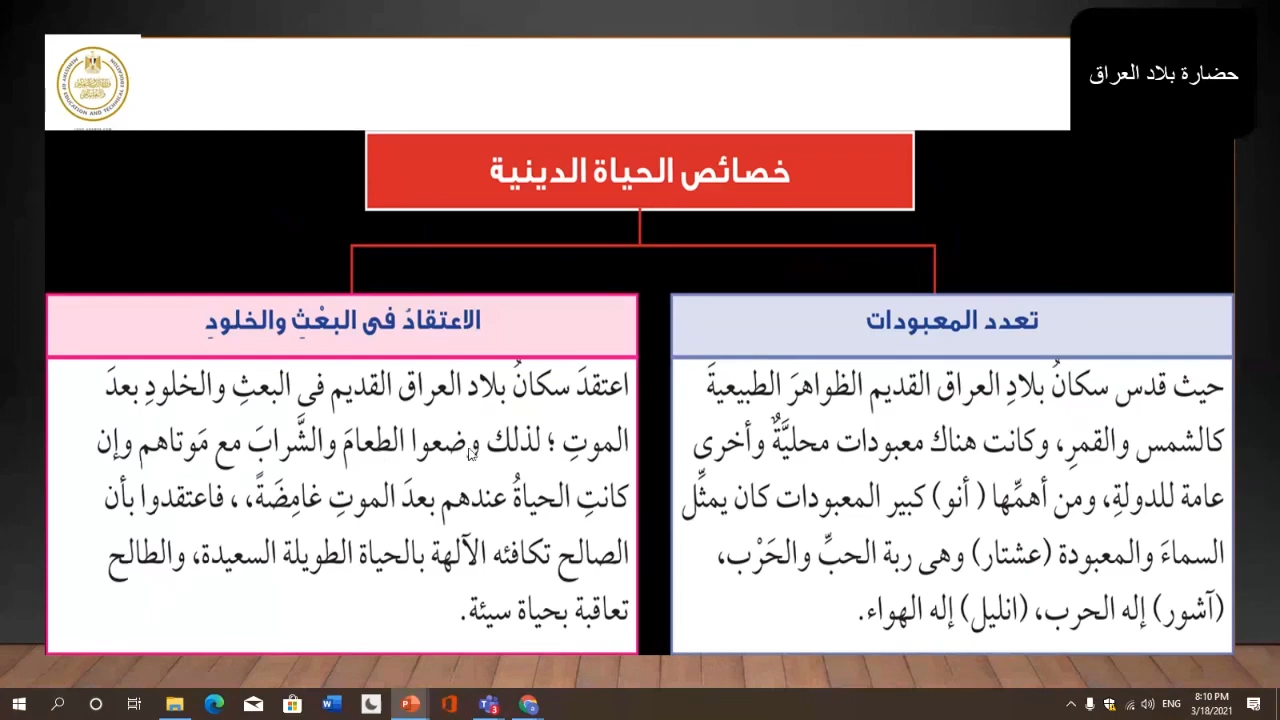 حضارة بلاد العراق
خصائص الحياة الدينية
تعدد المعبودات
حيث قدس سكانُ بلادِ العراق القديم الظواهرَ الطبيعيةَ
كالشمس والقمرِ، وكانت هناك معبودات محليَّةٌ وأخرى
عامة للدولةِ، ومن أهمِّها ( أنو) كبير المعبودات كان يمثِّل
السماءَ والمعبودة (عشتار) وهى ربة الحبِّ والحَرْب،
(آشور) إله الحرب، (انليل) إله الهواء.
الاعتقادُ فى البعْثِ والخلودِ
اعتقدَ سكانُ بلاد العراق القديم فى البعثِ والخلودِ بعدَ
الموتِ ؛ لذلك وضعوا الطعامَ والشَّرابَ مع مَوتاهم وإن
كانتِ الحياةُ عندهم بعدَ الموتِ غامِضَةً، ، فاعتقدوا بأن
الصالح تكافئه الآلهة بالحياة الطويلة السعيدة، والطالح
تعاقبة بحياة سيئة.
ENG
8:10 PM
3/18/2021